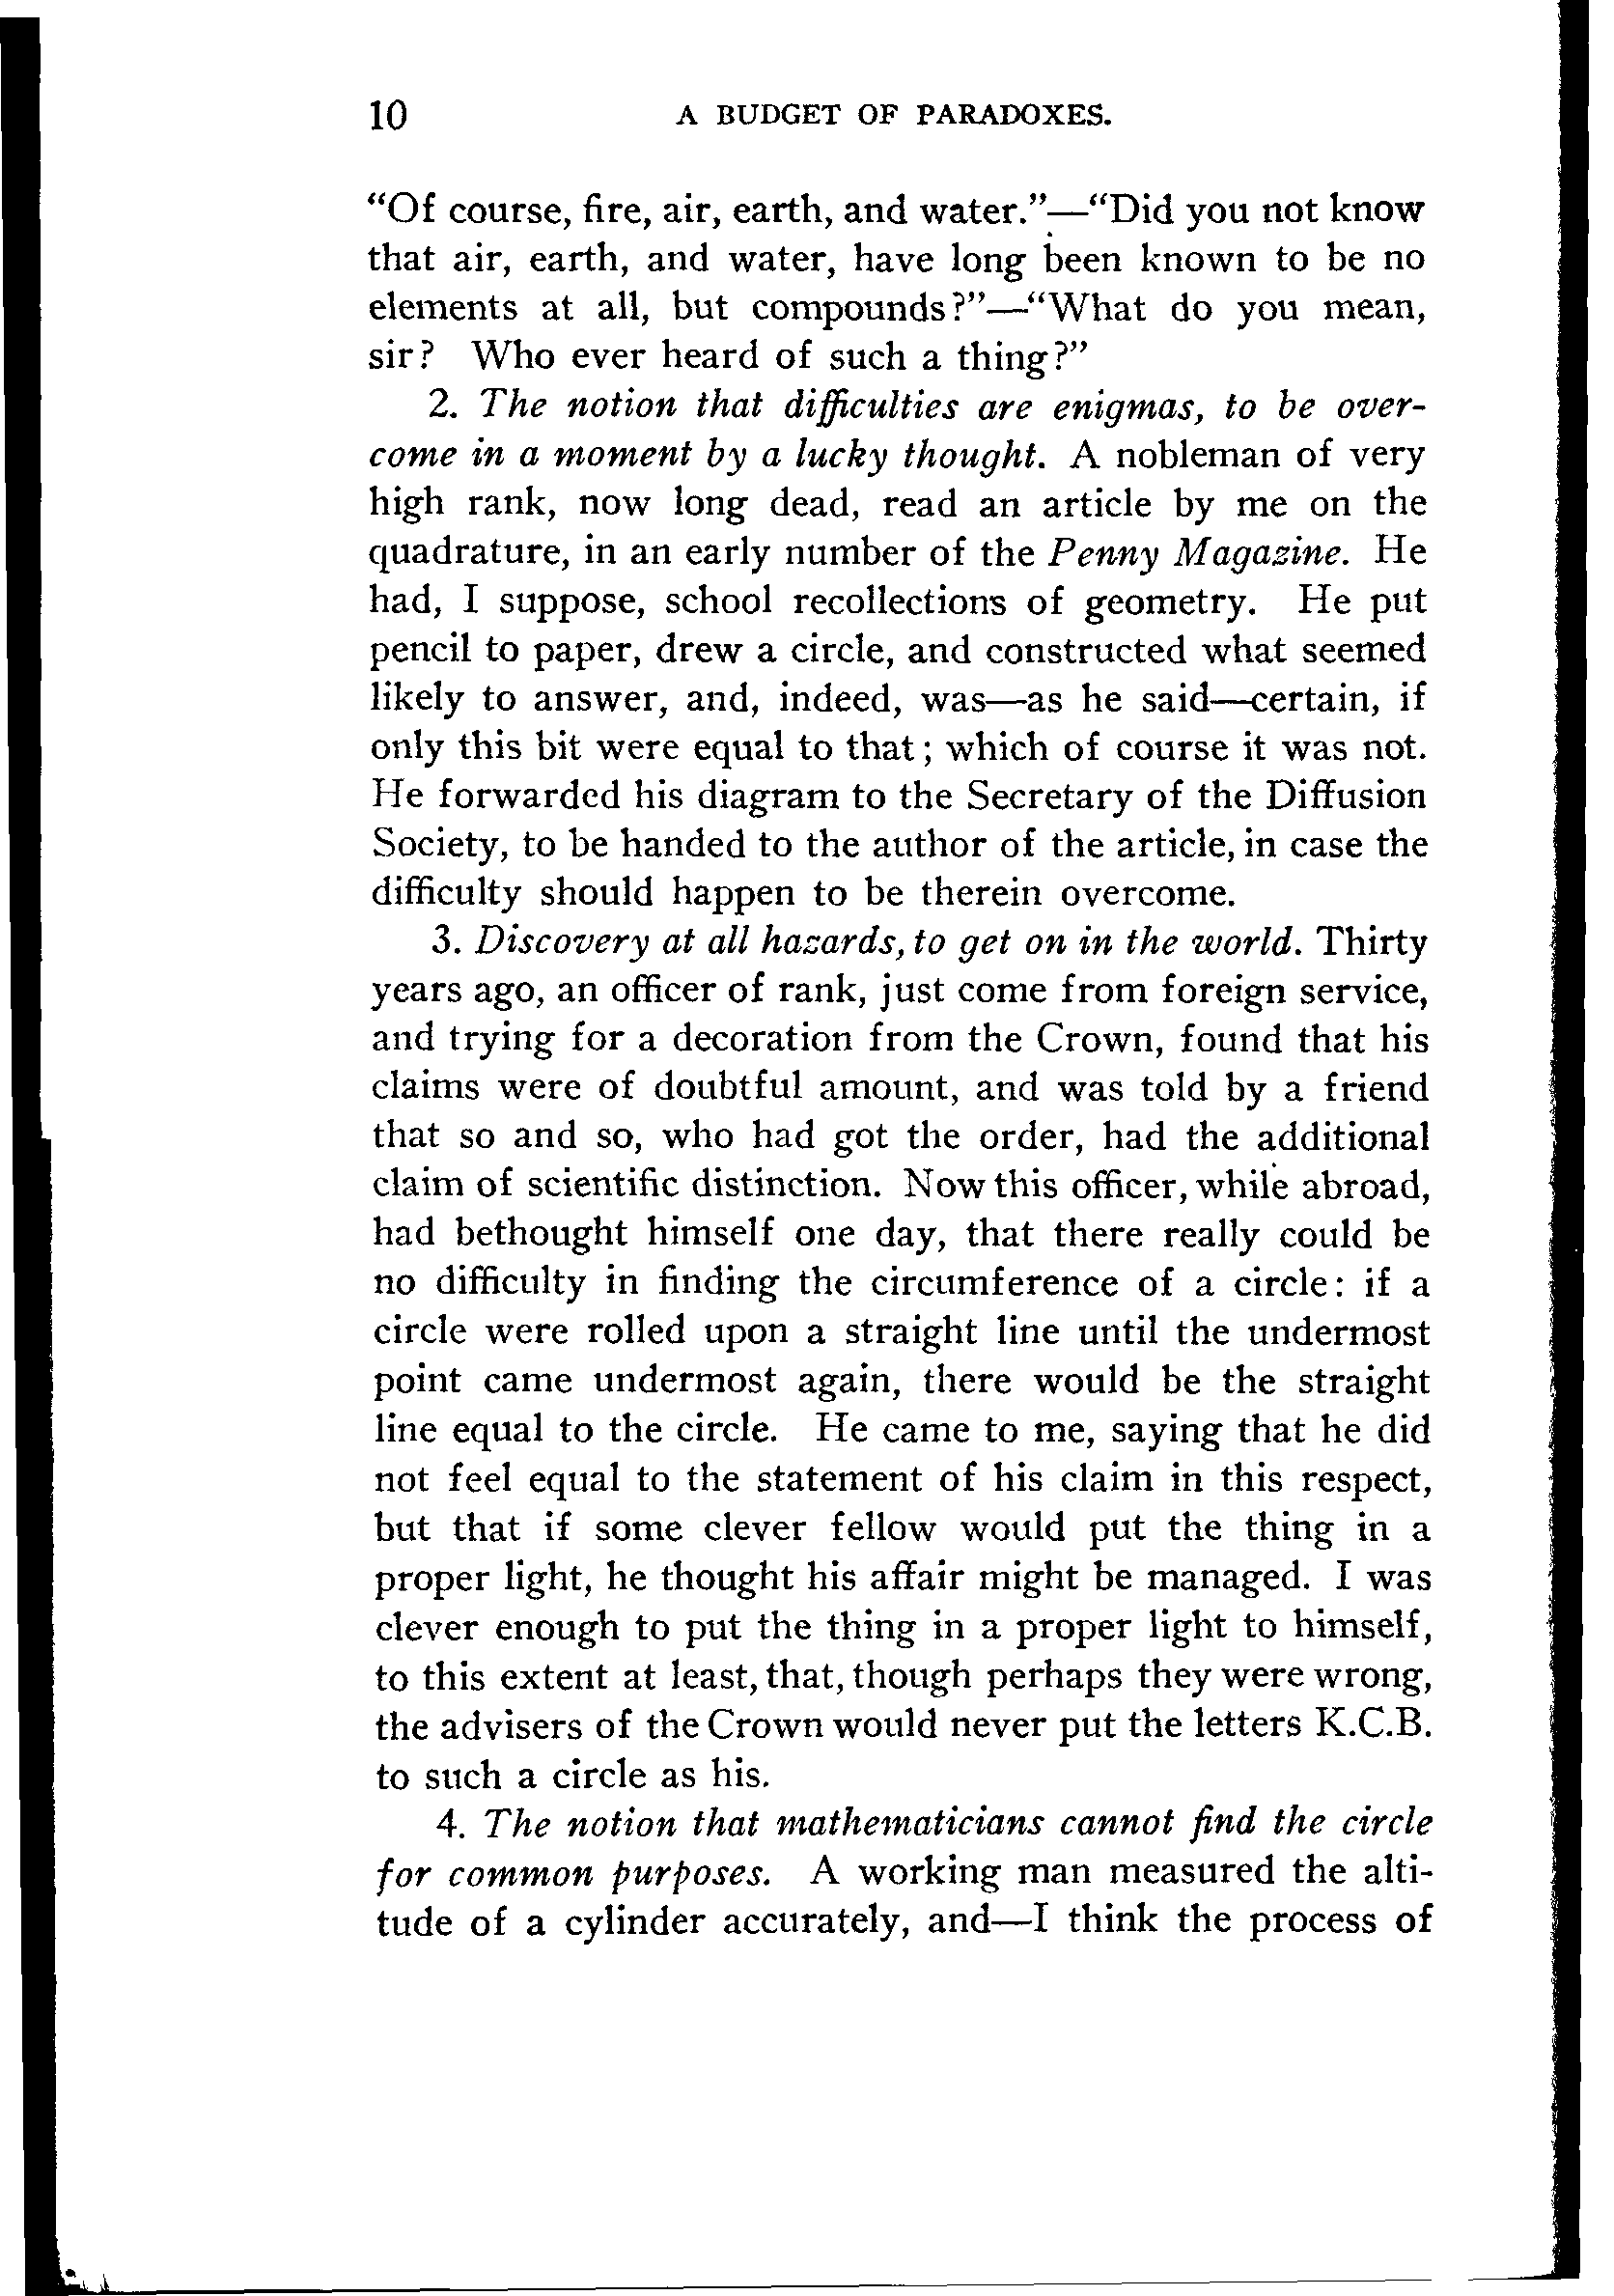 10 A BUDGET OF PARADOXES.
“Of course, fire, air, earth, and water.”—“Did you not know
that air, earth, and water, have long been known to be no
elements at all, but compounds?”—“What do you mean,
sir? Who ever heard of such a thing?”
2. The notion that difficulties are enigmas, to be over-
come in a moment by a lucky thought. A nobleman of very
high rank, now long dead, read an article by me on the
quadrature, in an early number of the Penny Magazine. He
had, I suppose, school recollections of geometry. He put
pencil to paper, drew a circle, and constructed what seemed
likely to answer, and, indeed, was—as he said—certain, if
only this bit were equal to that; which of course it was not.
He forwarded his diagram to the Secretary of the Diffusion
Society, to be handed to the author of the article, in case the
difficulty should happen to be therein overcome.
3. Discovery at all hazards, to get on in the world. Thirty
years ago, an officer of rank, just come from foreign service,
and trying for a decoration from the Crown, found that his
claims were of doubtful amount, and was told by a friend
that so and so, who had got the order, had the additional
claim of scientific distinction. Now this officer, while abroad,
had bethought himself one day, that there really could be
no difficulty in finding the circumference of a circle: if a
circle were rolled upon a straight line until the undermost
point came undermost again, there would be the straight
line equal to the circle. He came to me, saying that he did
not feel equal to the statement of his claim in this respect,
but that if some clever fellow would put the thing in a
proper light, he thought his affair might be managed. I was
clever enough to put the thing in a proper light to himself,
to this extent at least, that, though perhaps they were wrong,
the advisers of the Crown would never put the letters K.C.B.
to such a circle as his.
4. The notion that mathematicians cannot find the circle
for common purposes. A working man measured the alti-
tude of a cylinder accurately, and—I think the process of